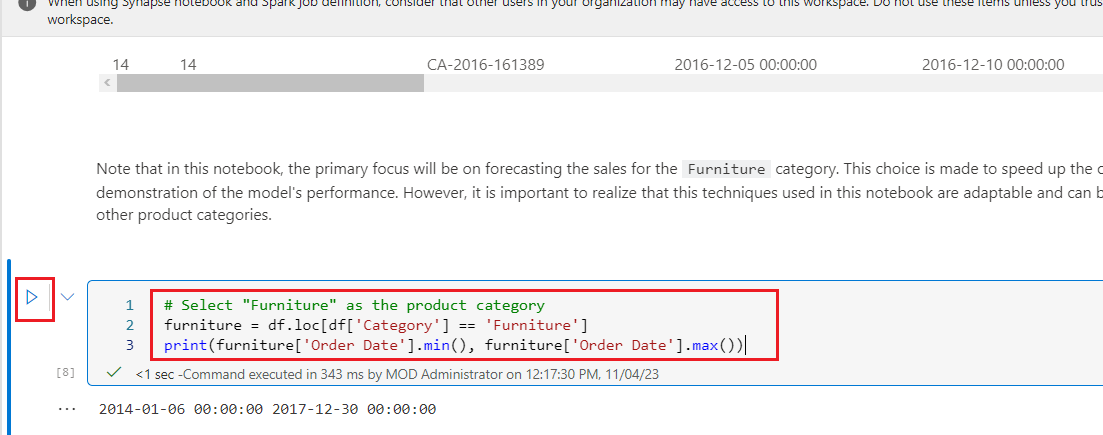 When using Synapse notebook and Spark job definition, consider that other users in your organization may have access to this workspace. Do not use these items unless you trus
workspace.
14 14 CA-2016-161389 2016-12-05 00:00:00 2016-12-10 00:00:00
Note that in this notebook, the primary focus will be on forecasting the sales for the Furniture category. This choice is made to speed up the c
demonstration of the model's performance. However, it is important to realize that this techniques used in this notebook are adaptable and can b
other product categories.
1 # Select "Furniture" as the product category
2 furniture = df.loc[df['Category'] == 'Furniture']
3 print(furniture['Order Date'].min(), furniture['Order Date'].max())
[8] <1 sec -Command executed in 343 ms by MOD Administrator on 12:17:30 PM, 11/04/23
... 2014-01-06 00:00:00 2017-12-30 00:00:00